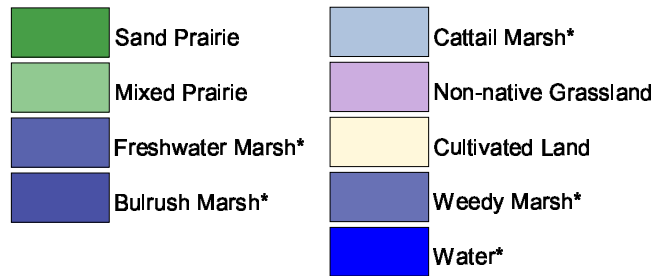 Sand Prairie
Mixed Prairie
Freshwater Marsh*
Bulrush Marsh*
Cattail Marsh*
Non-native Grassland
Cultivated Land
Weedy Marsh*
Water*